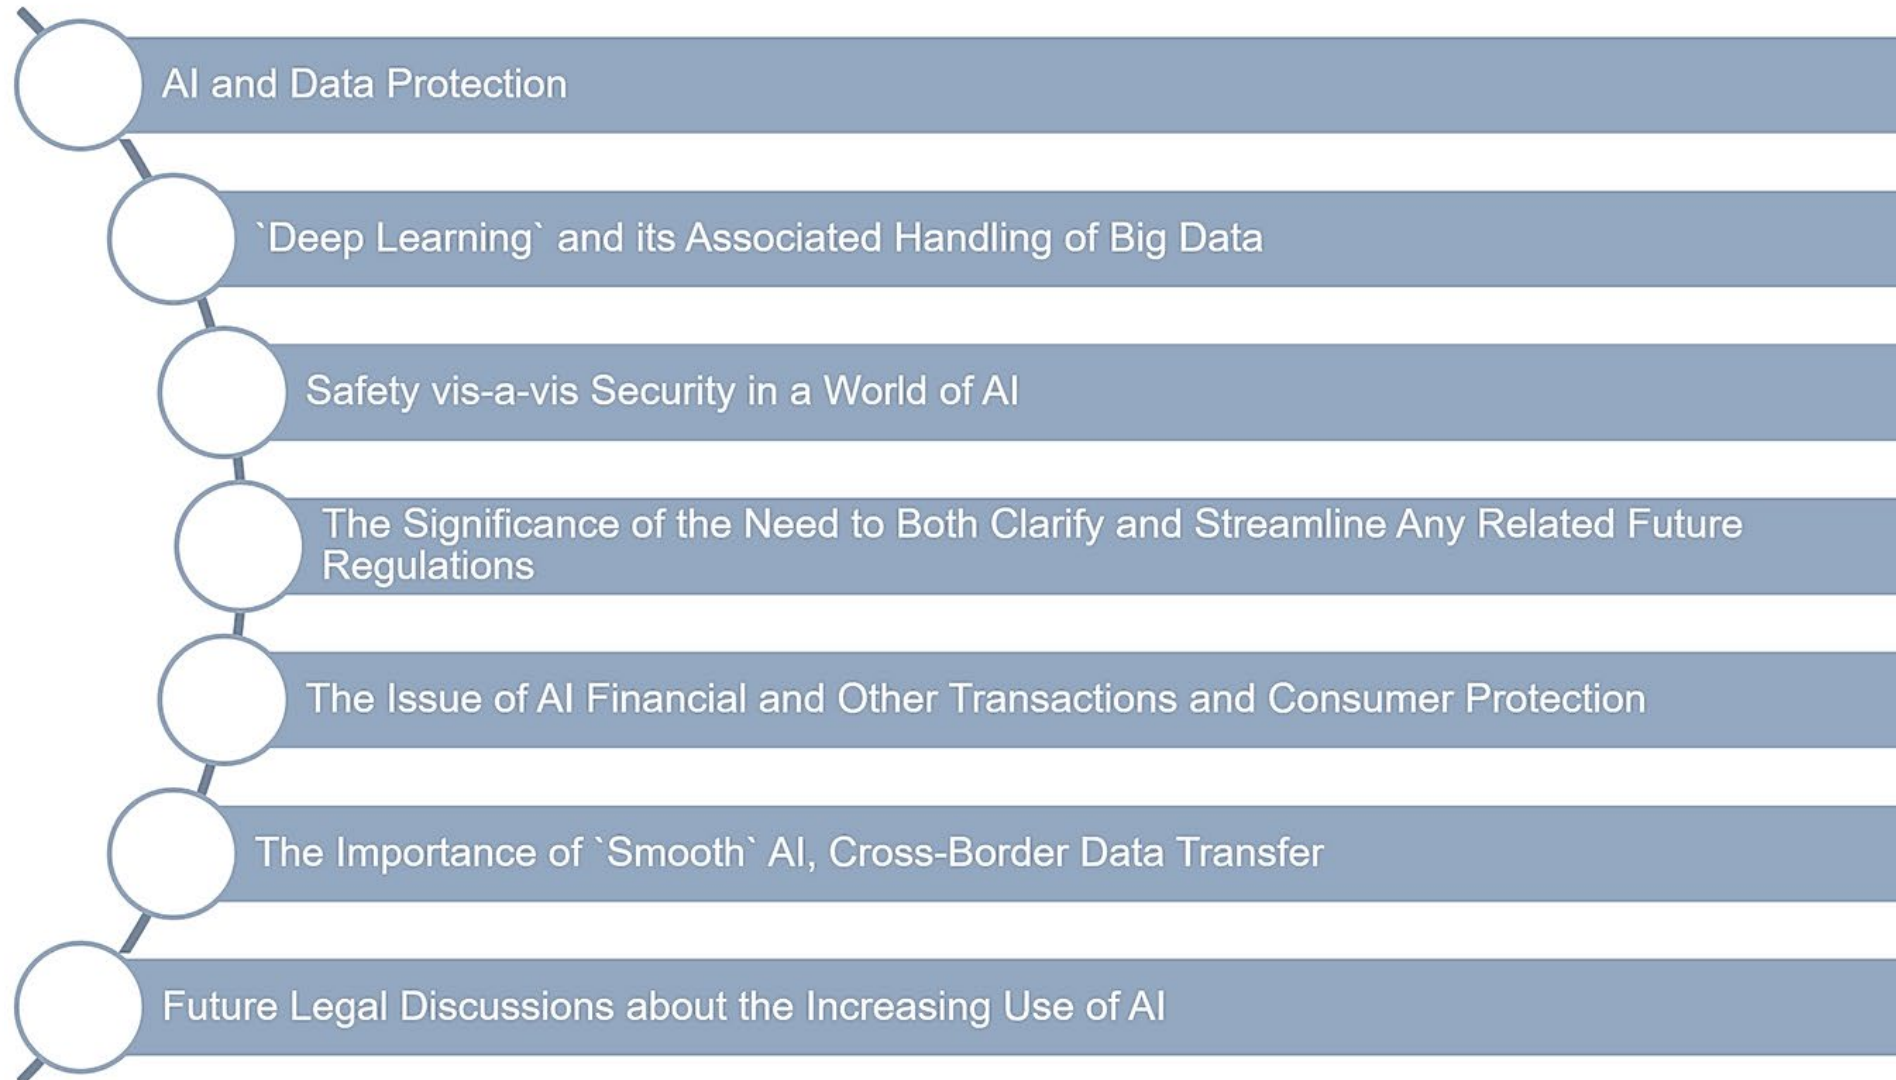 AI and Data Protection
`Deep Learning` and its Associated Handling of Big Data
Safety vis-a-vis Security in a World of AI
The Significance of the Need to Both Clarify and Streamline Any Related Future
Regulations
The Issue of AI Financial and Other Transactions and Consumer Protection
The Importance of `Smooth` AI, Cross-Border Data Transfer
Future Legal Discussions about the Increasing Use of AI